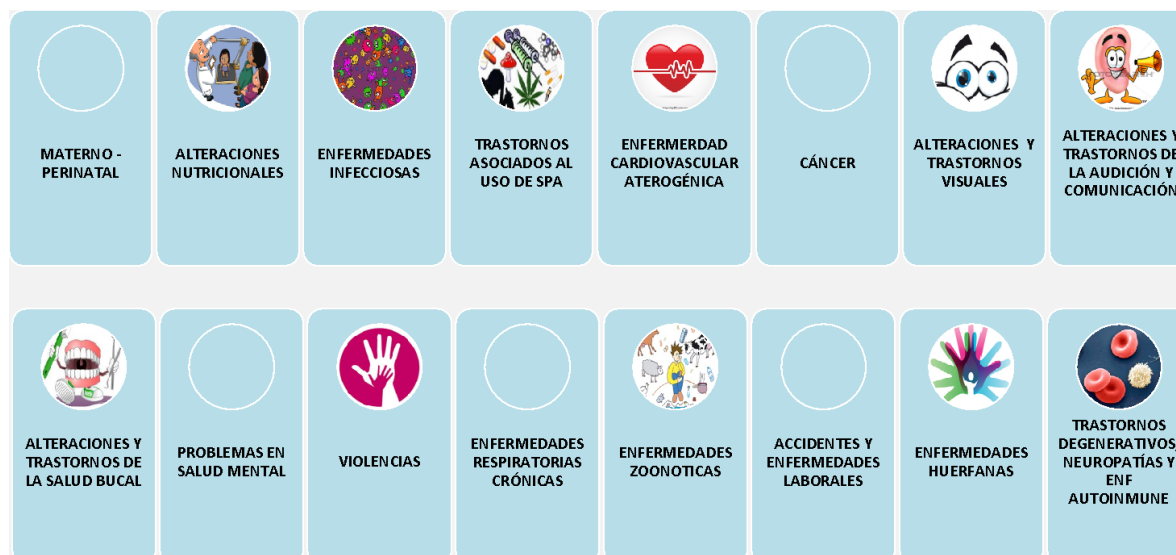 MATERNO -
PERINATAL
ALTERACIONES
NUTRICIONALES
ENFERMEDADES
INFECCIOSAS
TRASTORNOS
ASOCIADOS AL
USO DE SPA
ENFERMERDAD
CARDIOVASCULAR
ATEROGÉNICA
CÁNCER
ALTERACIONES Y
TRASTORNOS
VISUALES
ALTERACIONES Y
TRASTORNOS DE
LA AUDICIÓN Y
COMUNICACIÓN
ALTERACIONES Y
TRASTORNOS DE
LA SALUD BUCAL
PROBLEMAS EN
SALUD MENTAL
VIOLENCIAS
ENFERMEDADES
RESPIRATORIAS
CRÓNICAS
ENFERMEDADES
ZOONOTICAS
ACCIDENTES Y
ENFERMEDADES
LABORALES
ENFERMEDADES
HUERFANAS
TRASTORNOS
DEGENERATIVOS,
NEUROPATÍAS Y
ENF
AUTOINMUNE